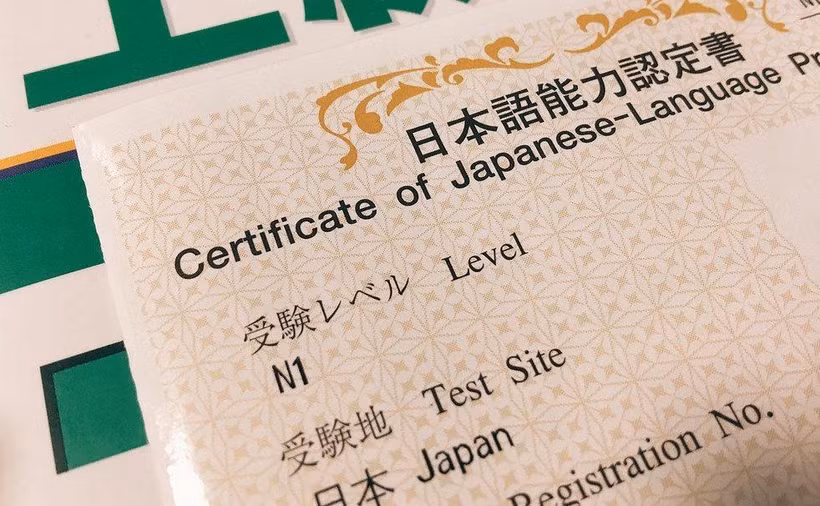 日本語能力認定書
Certificate of Japanese-Language
受験レベル Level
N1
受験地 Test Site
日本 Japan
Registration No.